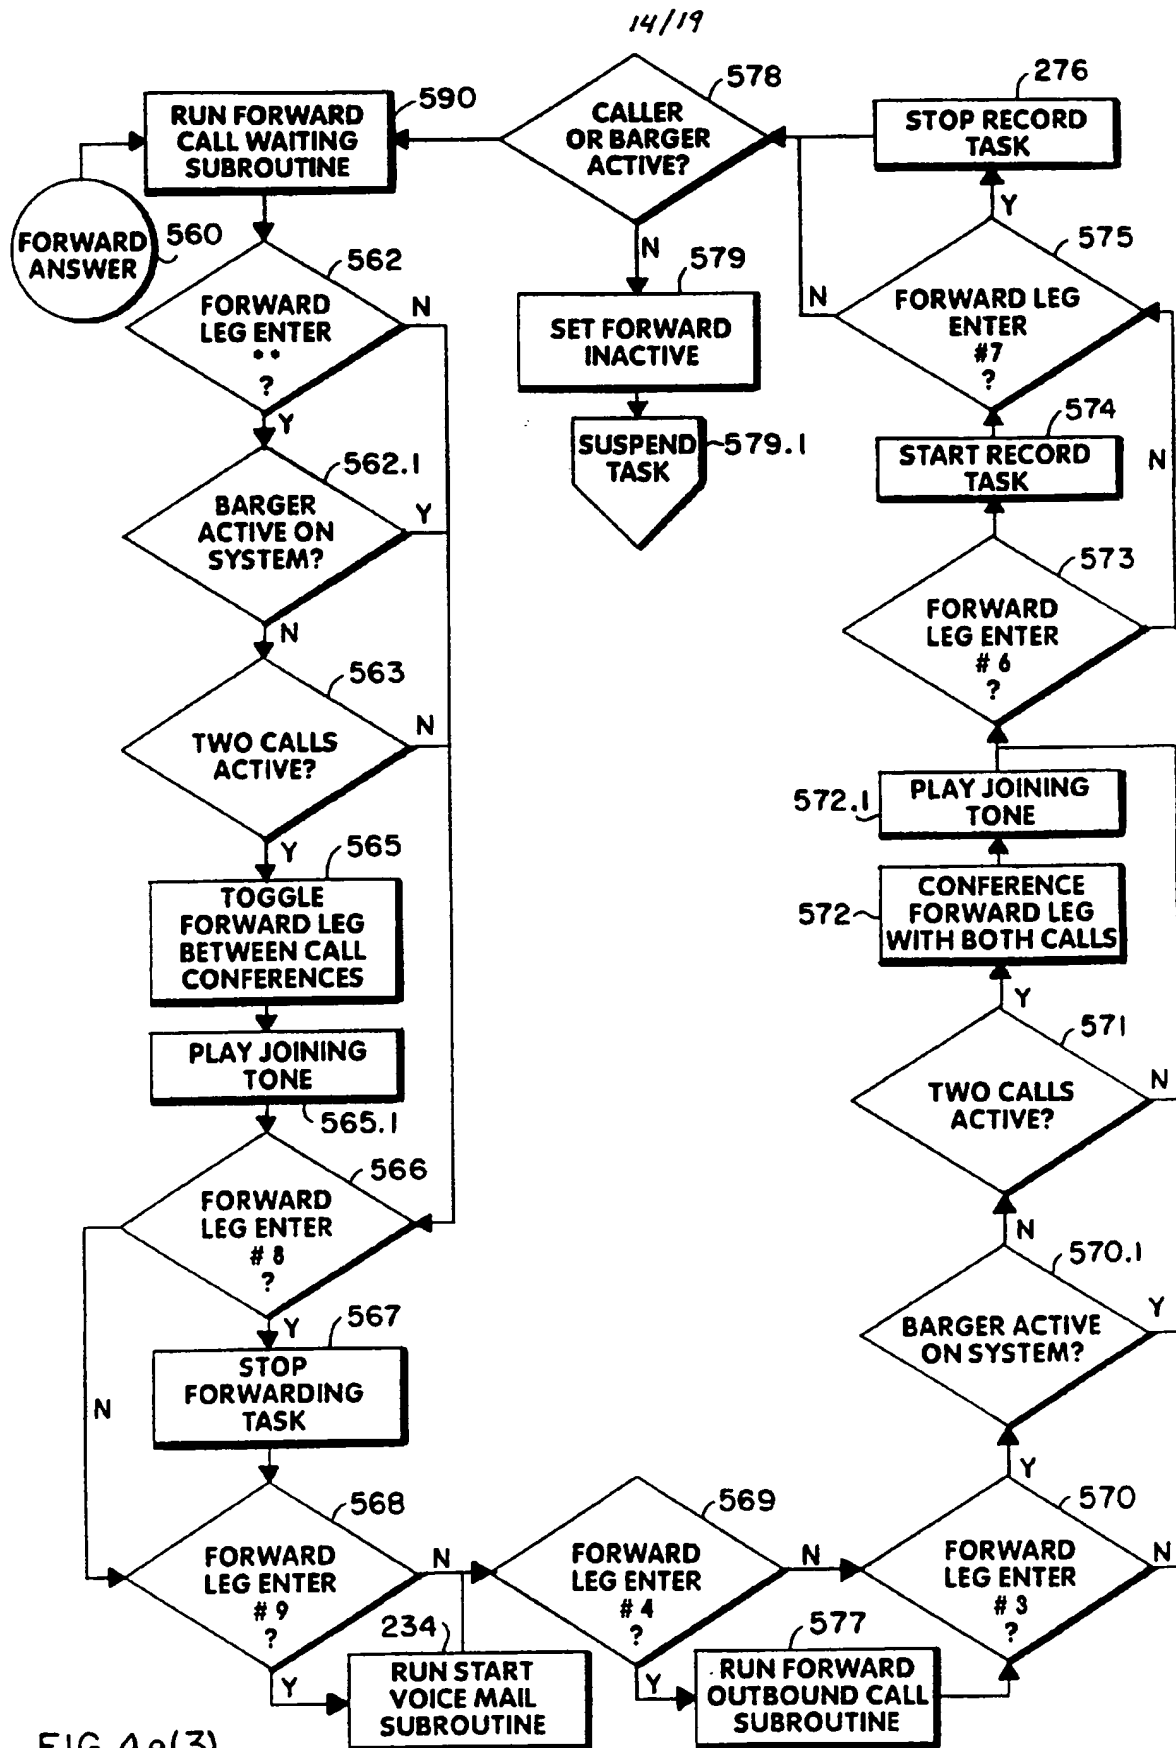 14/19
RUN FORWARD
CALL WAITING
SUBROUTINE
590
CALLER
OR BARGER
ACTIVE?
578
STOP RECORD
TASK
276
FORWARD
ANSWER
560
FORWARD
LEG ENTER
**
?
562
N
Y
N
SET FORWARD
INACTIVE
579
SUSPEND
TASK
579.1
Y
FORWARD LEG
ENTER
#7
?
575
N
START RECORD
TASK
574
N
BARGER
ACTIVE ON
SYSTEM?
562.1
Y
N
FORWARD
LEG ENTER
#6
?
573
TWO CALLS
ACTIVE?
563
N
Y
572.1
PLAY JOINING
TONE
TOGGLE
FORWARD LEG
BETWEEN CALL
CONFERENCES
565
572
CONFERENCE
FORWARD LEG
WITH BOTH CALLS
Y
PLAY JOINING
TONE
565.1
TWO CALLS
ACTIVE?
571
N
N
FORWARD
LEG ENTER
#8
?
566
Y
N
BARGER ACTIVE
ON SYSTEM?
570.1
Y
Y
STOP
FORWARDING
TASK
567
FORWARD
LEG ENTER
#9
?
568
N
Y
FORWARD
LEG ENTER
#4
?
569
N
Y
FORWARD
LEG ENTER
#3
?
570
N
234
RUN START
VOICE MAIL
SUBROUTINE
577
RUN FORWARD
OUTBOUND CALL
SUBROUTINE